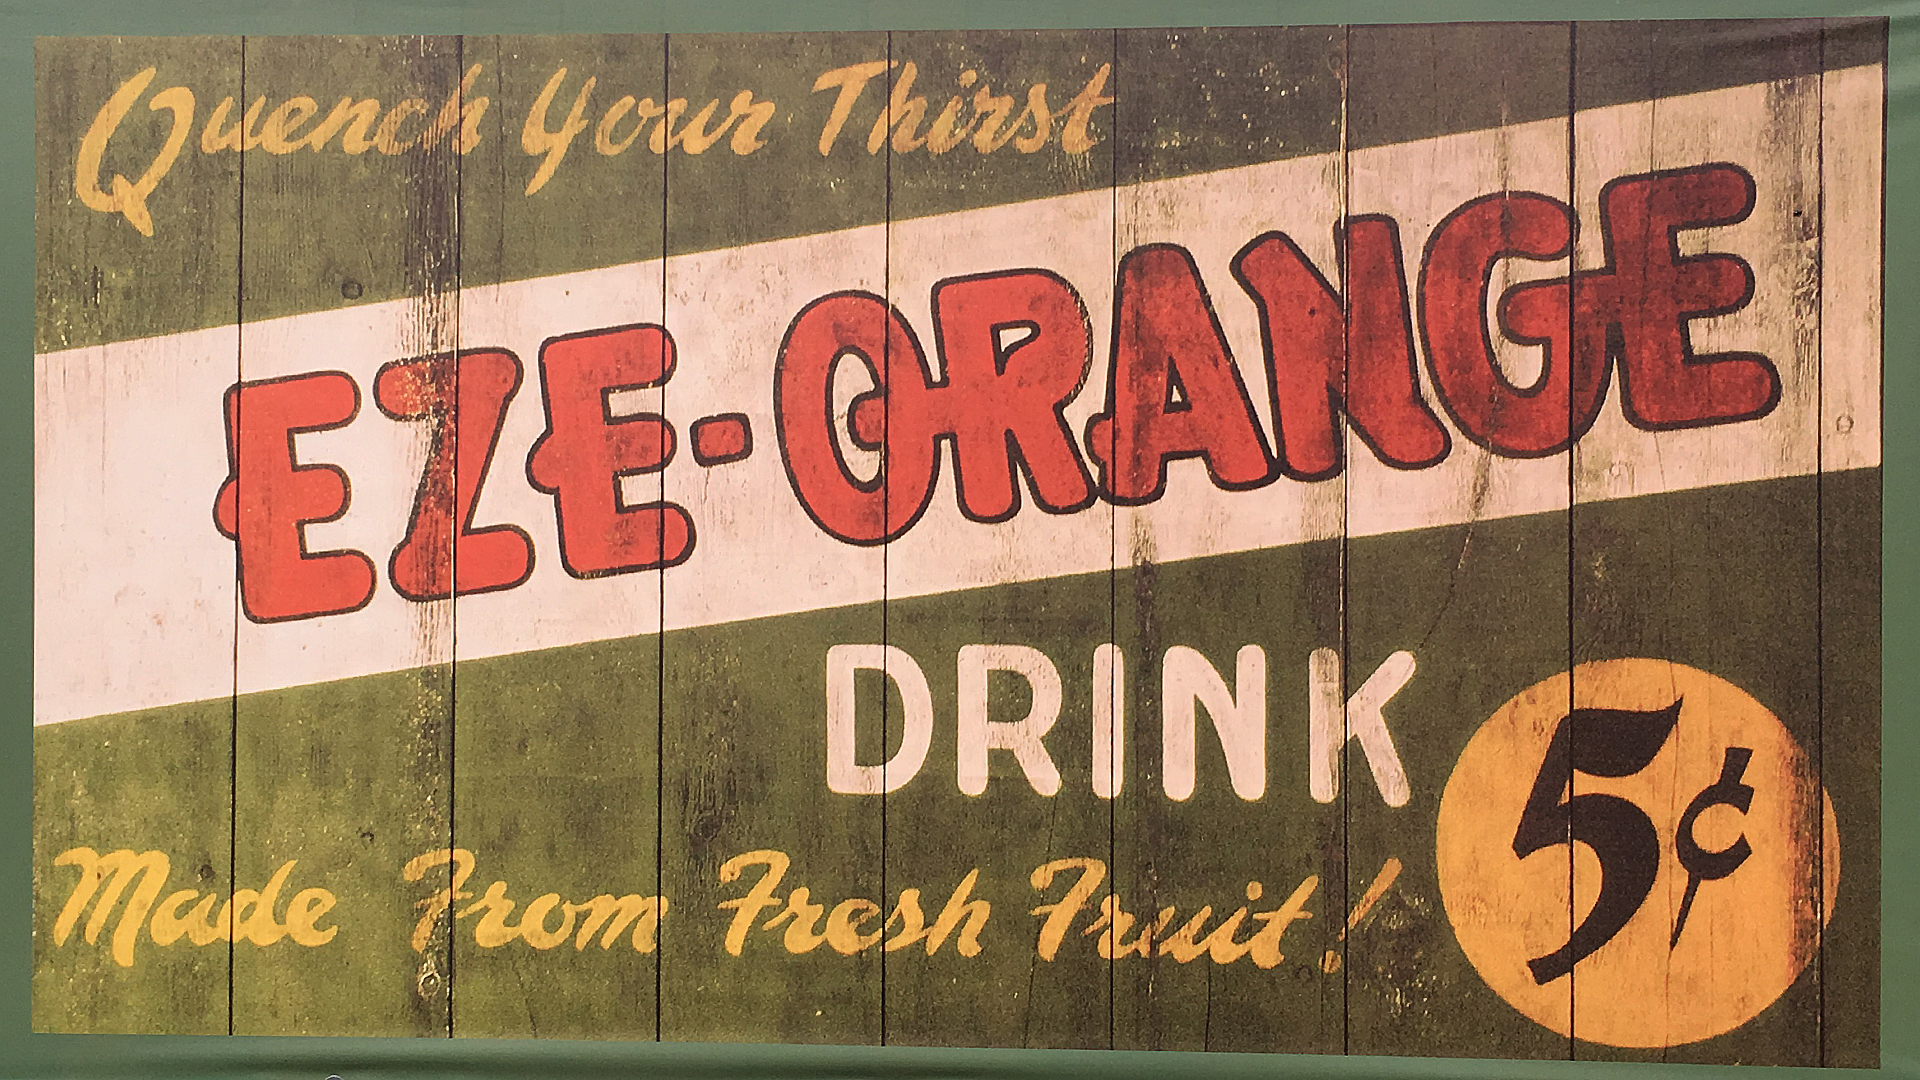 Quench Your Thirst
EZE-ORANGE
DRINK
5¢
Made From Fresh Fruit!